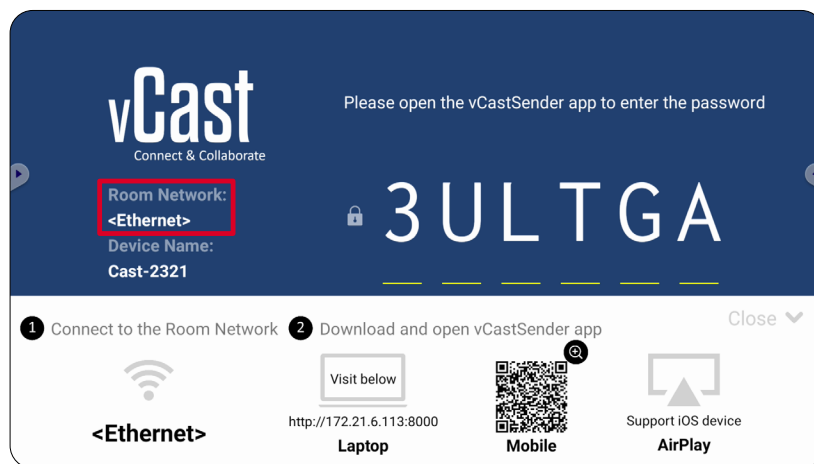 vCast
Connect & Collaborate
Please open the vCastSender app to enter the password
Room Network:
<Ethernet>
Device Name:
Cast-2321
3ULTGA
Close
1 Connect to the Room Network
2 Download and open vCastSender app
<Ethernet>
Visit below
http://172.21.6.113:8000
Laptop
Mobile
Support iOS device
AirPlay